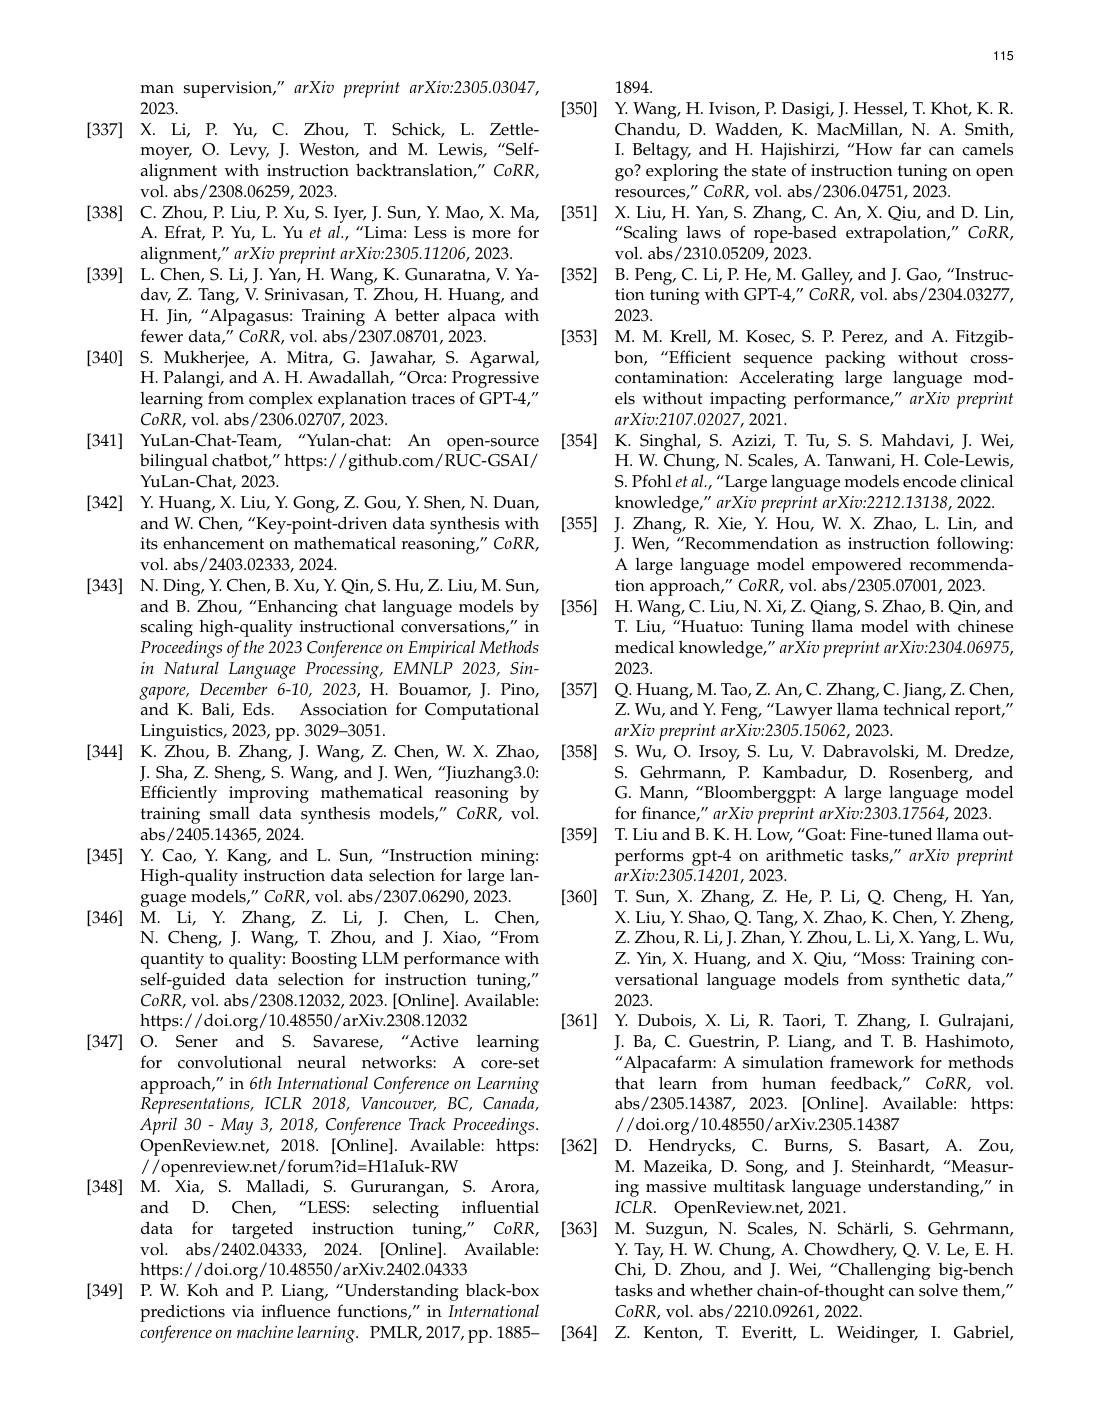 115
man supervision,” arXiv preprint arXiv:2305.03047,
2023.
[337] X. Li, P. Yu, C. Zhou, T. Schick, L. Zettle-
moyer, O. Levy, J. Weston, and M. Lewis, “Self-
alignment with instruction backtranslation,” CoRR,
vol. abs/2308.06259, 2023.
[338] C. Zhou, P. Liu, P. Xu, S. Iyer, J. Sun, Y. Mao, X. Ma,
A. Efrat, P. Yu, L. Yu et al., “Lima: Less is more for
alignment,” arXiv preprint arXiv:2305.11206, 2023.
[339] L. Chen, S. Li, J. Yan, H. Wang, K. Gunaratna, V. Ya-
dav, Z. Tang, V. Srinivasan, T. Zhou, H. Huang, and
H. Jin, “Alpagasus: Training A better alpaca with
fewer data,” CoRR, vol. abs/2307.08701, 2023.
[340] S. Mukherjee, A. Mitra, G. Jawahar, S. Agarwal,
H. Palangi, and A. H. Awadallah, “Orca: Progressive
learning from complex explanation traces of GPT-4,”
CoRR, vol. abs/2306.02707, 2023.
[341] YuLan-Chat-Team, “Yulan-chat: An open-source
bilingual chatbot,” https://github.com/RUC-GSAI/
YuLan-Chat, 2023.
[342] Y. Huang, X. Liu, Y. Gong, Z. Gou, Y. Shen, N. Duan,
and W. Chen, “Key-point-driven data synthesis with
its enhancement on mathematical reasoning,” CoRR,
vol. abs/2403.02333, 2024.
[343] N. Ding, Y. Chen, B. Xu, Y. Qin, S. Hu, Z. Liu, M. Sun,
and B. Zhou, “Enhancing chat language models by
scaling high-quality instructional conversations,” in
Proceedings of the 2023 Conference on Empirical Methods
in Natural Language Processing, EMNLP 2023, Sin-
gapore, December 6-10, 2023, H. Bouamor, J. Pino,
and K. Bali, Eds. Association for Computational
Linguistics, 2023, pp. 3029–3051.
[344] K. Zhou, B. Zhang, J. Wang, Z. Chen, W. X. Zhao,
J. Sha, Z. Sheng, S. Wang, and J. Wen, “Jiuzhang3.0:
Efficiently improving mathematical reasoning by
training small data synthesis models,” CoRR, vol.
abs/2405.14365, 2024.
[345] Y. Cao, Y. Kang, and L. Sun, “Instruction mining:
High-quality instruction data selection for large lan-
guage models,” CoRR, vol. abs/2307.06290, 2023.
[346] M. Li, Y. Zhang, Z. Li, J. Chen, L. Chen,
N. Cheng, J. Wang, T. Zhou, and J. Xiao, “From
quantity to quality: Boosting LLM performance with
self-guided data selection for instruction tuning,”
CoRR, vol. abs/2308.12032, 2023. [Online]. Available:
https://doi.org/10.48550/arXiv.2308.12032
[347] O. Sener and S. Savarese, “Active learning
for convolutional neural networks: A core-set
approach,” in 6th International Conference on Learning
Representations, ICLR 2018, Vancouver, BC, Canada,
April 30 - May 3, 2018, Conference Track Proceedings.
OpenReview.net, 2018. [Online]. Available: https:
//openreview.net/forum?id=H1aIuk-RW
[348] M. Xia, S. Malladi, S. Gururangan, S. Arora,
and D. Chen, “LESS: selecting influential
data for targeted instruction tuning,” CoRR,
vol. abs/2402.04333, 2024. [Online]. Available:
https://doi.org/10.48550/arXiv.2402.04333
[349] P. W. Koh and P. Liang, “Understanding black-box
predictions via influence functions,” in International
conference on machine learning. PMLR, 2017, pp. 1885–
1894.
[350] Y. Wang, H. Ivison, P. Dasigi, J. Hessel, T. Khot, K. R.
Chandu, D. Wadden, K. MacMillan, N. A. Smith,
I. Beltagy, and H. Hajishirzi, “How far can camels
go? exploring the state of instruction tuning on open
resources,” CoRR, vol. abs/2306.04751, 2023.
[351] X. Liu, H. Yan, S. Zhang, C. An, X. Qiu, and D. Lin,
“Scaling laws of rope-based extrapolation,” CoRR,
vol. abs/2310.05209, 2023.
[352] B. Peng, C. Li, P. He, M. Galley, and J. Gao, “Instruc-
tion tuning with GPT-4,” CoRR, vol. abs/2304.03277,
2023.
[353] M. M. Krell, M. Kosec, S. P. Perez, and A. Fitzgib-
bon, “Efficient sequence packing without cross-
contamination: Accelerating large language mod-
els without impacting performance,” arXiv preprint
arXiv:2107.02027, 2021.
[354] K. Singhal, S. Azizi, T. Tu, S. S. Mahdavi, J. Wei,
H. W. Chung, N. Scales, A. Tanwani, H. Cole-Lewis,
S. Pfohl et al., “Large language models encode clinical
knowledge,” arXiv preprint arXiv:2212.13138, 2022.
[355] J. Zhang, R. Xie, Y. Hou, W. X. Zhao, L. Lin, and
J. Wen, “Recommendation as instruction following:
A large language model empowered recommenda-
tion approach,” CoRR, vol. abs/2305.07001, 2023.
[356] H. Wang, C. Liu, N. Xi, Z. Qiang, S. Zhao, B. Qin, and
T. Liu, “Huatuo: Tuning llama model with chinese
medical knowledge,” arXiv preprint arXiv:2304.06975,
2023.
[357] Q. Huang, M. Tao, Z. An, C. Zhang, C. Jiang, Z. Chen,
Z. Wu, and Y. Feng, “Lawyer llama technical report,”
arXiv preprint arXiv:2305.15062, 2023.
[358] S. Wu, O. Irsoy, S. Lu, V. Dabravolski, M. Dredze,
S. Gehrmann, P. Kambadur, D. Rosenberg, and
G. Mann, “Bloomberggpt: A large language model
for finance,” arXiv preprint arXiv:2303.17564, 2023.
[359] T. Liu and B. K. H. Low, “Goat: Fine-tuned llama out-
performs gpt-4 on arithmetic tasks,” arXiv preprint
arXiv:2305.14201, 2023.
[360] T. Sun, X. Zhang, Z. He, P. Li, Q. Cheng, H. Yan,
X. Liu, Y. Shao, Q. Tang, X. Zhao, K. Chen, Y. Zheng,
Z. Zhou, R. Li, J. Zhan, Y. Zhou, L. Li, X. Yang, L. Wu,
Z. Yin, X. Huang, and X. Qiu, “Moss: Training con-
versational language models from synthetic data,”
2023.
[361] Y. Dubois, X. Li, R. Taori, T. Zhang, I. Gulrajani,
J. Ba, C. Guestrin, P. Liang, and T. B. Hashimoto,
“Alpacafarm: A simulation framework for methods
that learn from human feedback,” CoRR, vol.
abs/2305.14387, 2023. [Online]. Available: https:
//doi.org/10.48550/arXiv.2305.14387
[362] D. Hendrycks, C. Burns, S. Basart, A. Zou,
M. Mazeika, D. Song, and J. Steinhardt, “Measur-
ing massive multitask language understanding,” in
ICLR. OpenReview.net, 2021.
[363] M. Suzgun, N. Scales, N. Schärli, S. Gehrmann,
Y. Tay, H. W. Chung, A. Chowdhery, Q. V. Le, E. H.
Chi, D. Zhou, and J. Wei, “Challenging big-bench
tasks and whether chain-of-thought can solve them,”
CoRR, vol. abs/2210.09261, 2022.
[364] Z. Kenton, T. Everitt, L. Weidinger, I. Gabriel,